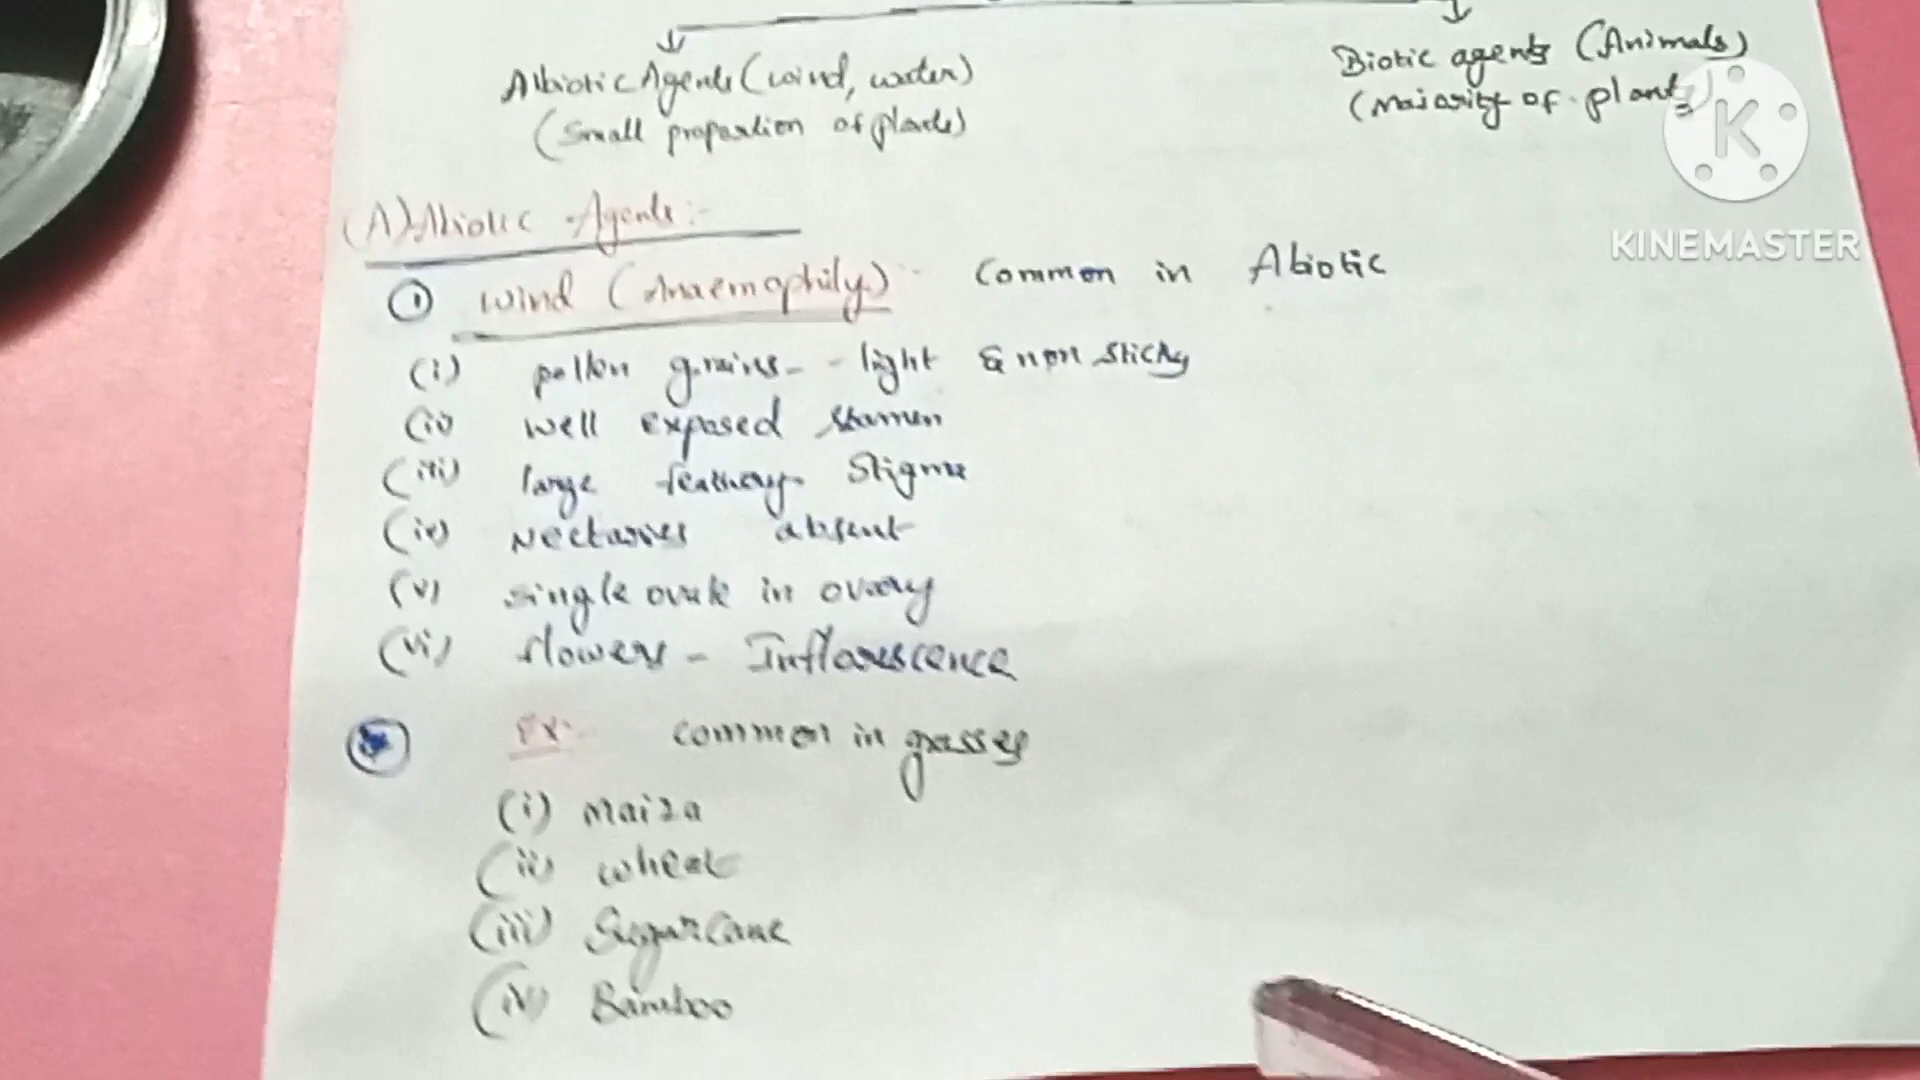 Abiotic Agents (wind, water)
(Small proportion of plants)
Biotic agents (Animals)
(Majority of plants)
KINEMASTER
(A) Abiotic Agents:-
① wind (Anaemophily):- Common in Abiotic
(i) pollen grains - light & non sticky
(ii) well exposed stamen
(iii) large feathery stigma
(iv) Nectaries absent
(v) single ovule in ovary
(vi) flowers - Inflorescence
Ex:- common in grasses
(i) Maize
(ii) wheat
(iii) Sugarcane
(iv) Bamboo